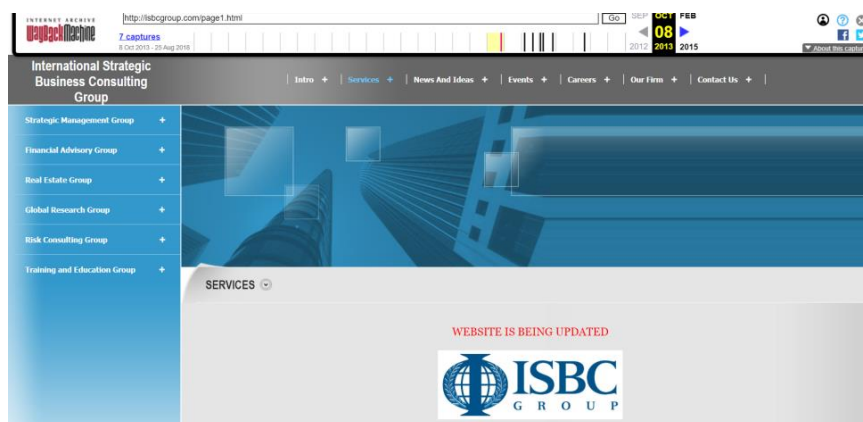 INTERNET ARCHIVE
WayBackMachine
http://isbcgroup.com/page1.html
Go
SEP OCT FEB
08
2012 2013 2015
7 captures
8 Oct 2013 - 25 Aug 2018
About this capture
International Strategic
Business Consulting
Group
Intro + | Services + | News And Ideas + | Events + | Careers + | Our Firm + | Contact Us + |
Strategic Management Group +
Financial Advisory Group +
Real Estate Group +
Global Research Group +
Risk Consulting Group +
Training and Education Group +
SERVICES
WEBSITE IS BEING UPDATED
ISBC
GROUP